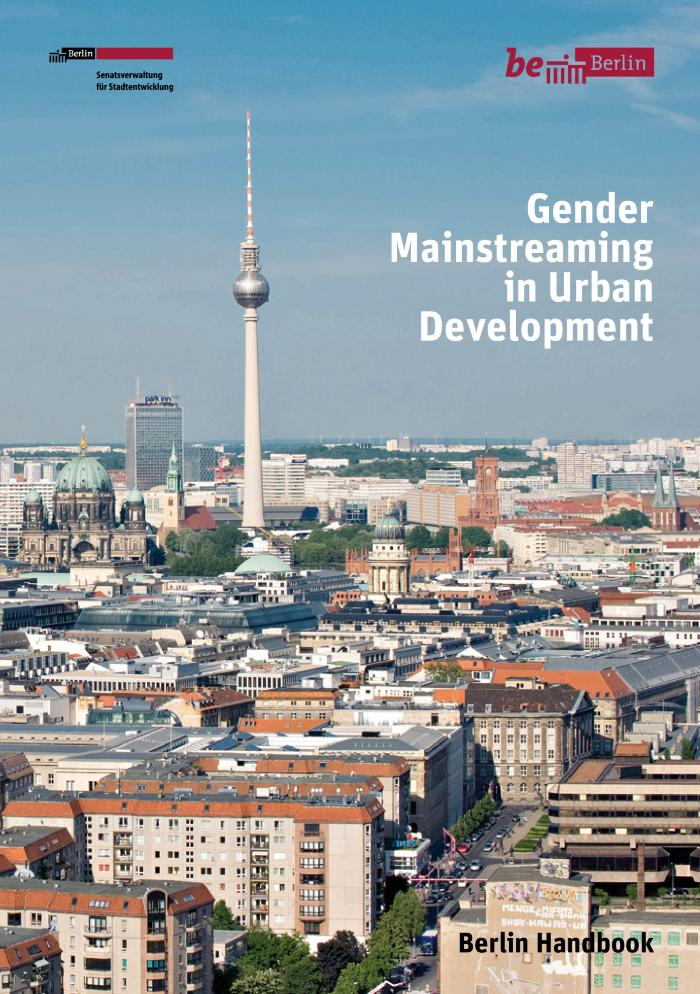 Berlin
Senatsverwaltung
für Stadtentwicklung
be Berlin
Gender
Mainstreaming
in Urban
Development
park inn
Berlin Handbook